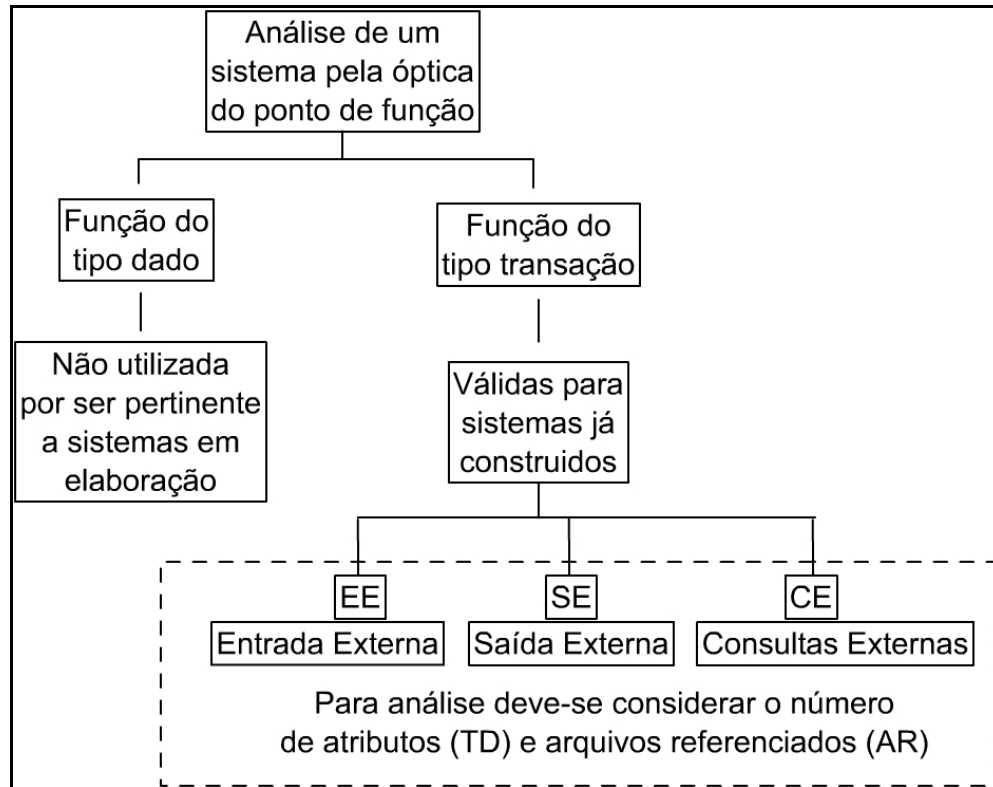 Análise de um
sistema pela óptica
do ponto de função
Função do
tipo dado
Função do
tipo transação
Não utilizada
por ser pertinente
a sistemas em
elaboração
Válidas para
sistemas já
construidos
EE
SE
CE
Entrada Externa
Saída Externa
Consultas Externas
Para análise deve-se considerar o número
de atributos (TD) e arquivos referenciados (AR)